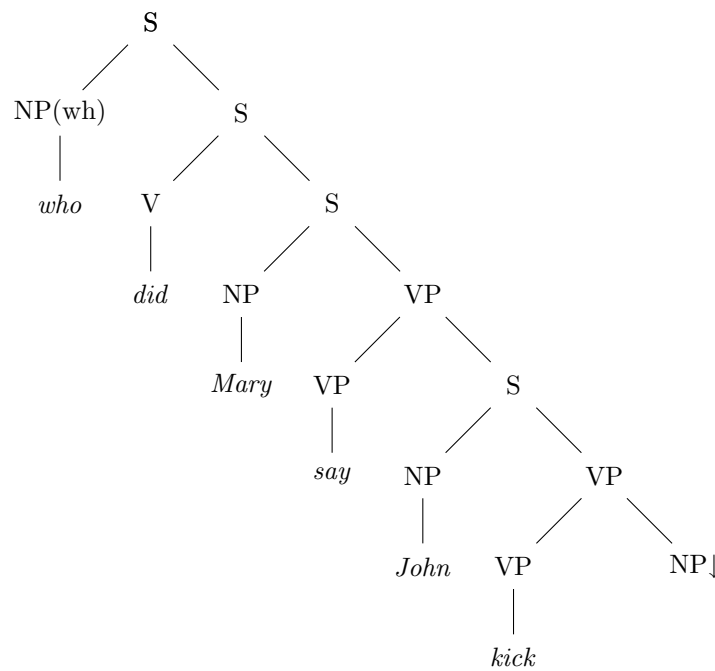 S
NP(wh) S
who V S
did NP VP
Mary VP S
say NP VP
John VP NP↓
kick